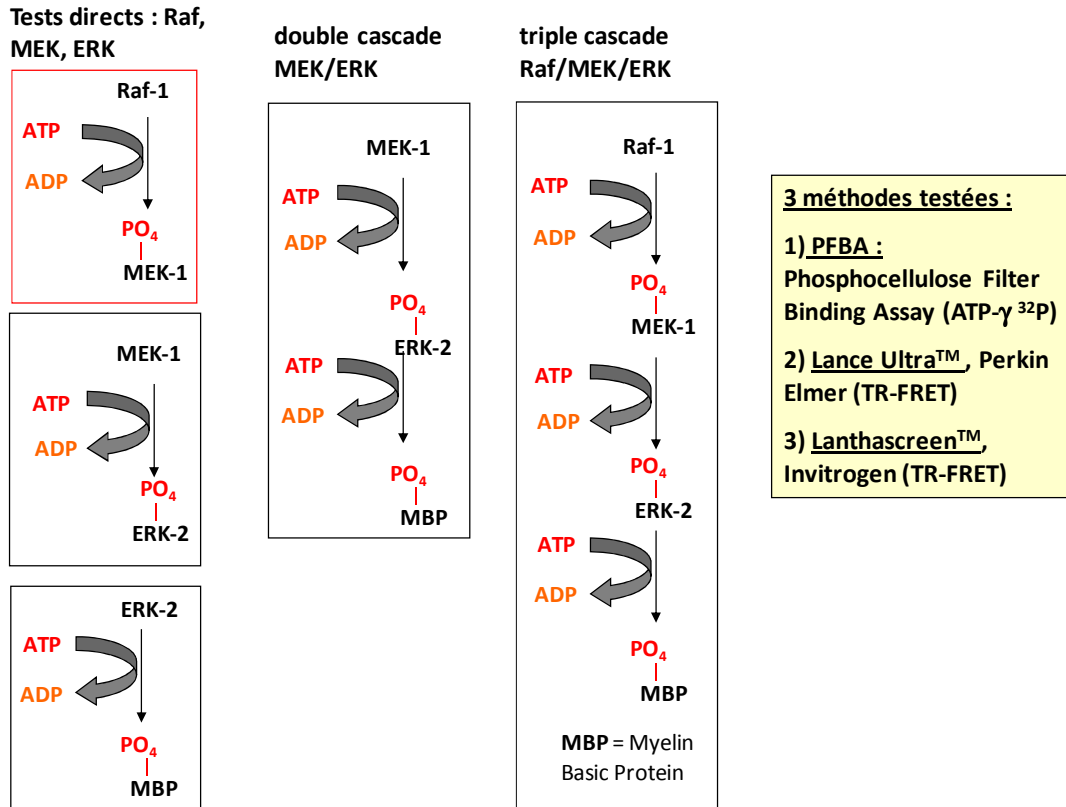 Tests directs : Raf,
MEK, ERK
Raf-1
ATP
ADP
PO4
MEK-1
MEK-1
ATP
ADP
PO4
ERK-2
ERK-2
ATP
ADP
PO4
MBP
double cascade
MEK/ERK
MEK-1
ATP
ADP
PO4
ERK-2
ATP
ADP
PO4
MBP
triple cascade
Raf/MEK/ERK
Raf-1
ATP
ADP
PO4
MEK-1
ATP
ADP
PO4
ERK-2
ATP
ADP
PO4
MBP
MBP = Myelin
Basic Protein
3 méthodes testées :
1) PFBA :
Phosphocellulose Filter
Binding Assay (ATP-γ ³²P)
2) Lance Ultra™, Perkin
Elmer (TR-FRET)
3) Lanthascreen™,
Invitrogen (TR-FRET)